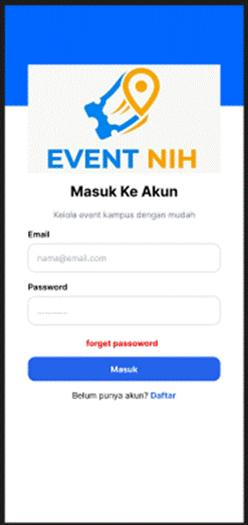 EVENT NIH
Masuk Ke Akun
Kelola event kampus dengan mudah
Email
nama@email.com
Password
forget passoword
Masuk
Belum punya akun? Daftar